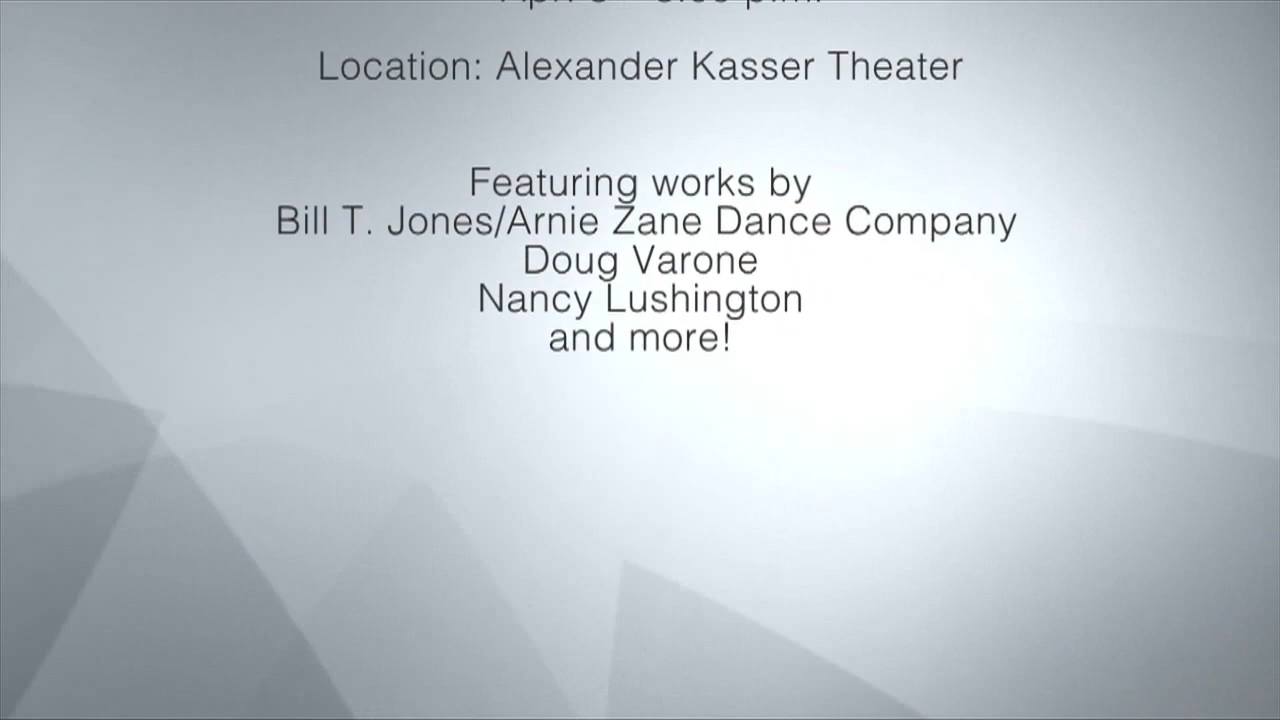 Location: Alexander Kasser Theater
Featuring works by
Bill T. Jones/Arnie Zane Dance Company
Doug Varone
Nancy Lushington
and more!